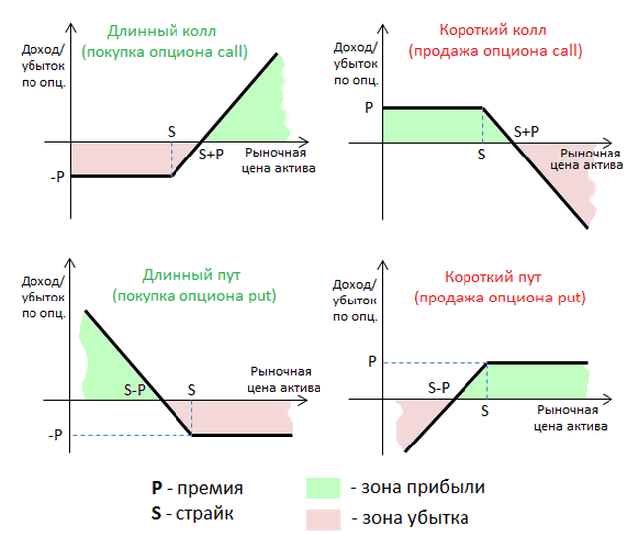 Длинный колл
(покупка опциона call)
Доход/
убыток
по опц.
S
S+P
Рыночная
цена актива
-P
Короткий колл
(продажа опциона call)
Доход/
убыток
по опц.
P
S+P
S
Рыночная
цена актива
Длинный пут
(покупка опциона put)
Доход/
убыток
по опц.
S-P
S
Рыночная
цена актива
-P
Короткий пут
(продажа опциона put)
Доход/
убыток
по опц.
P
S-P
S
Рыночная
цена актива
P - премия
S - страйк
- зона прибыли
- зона убытка